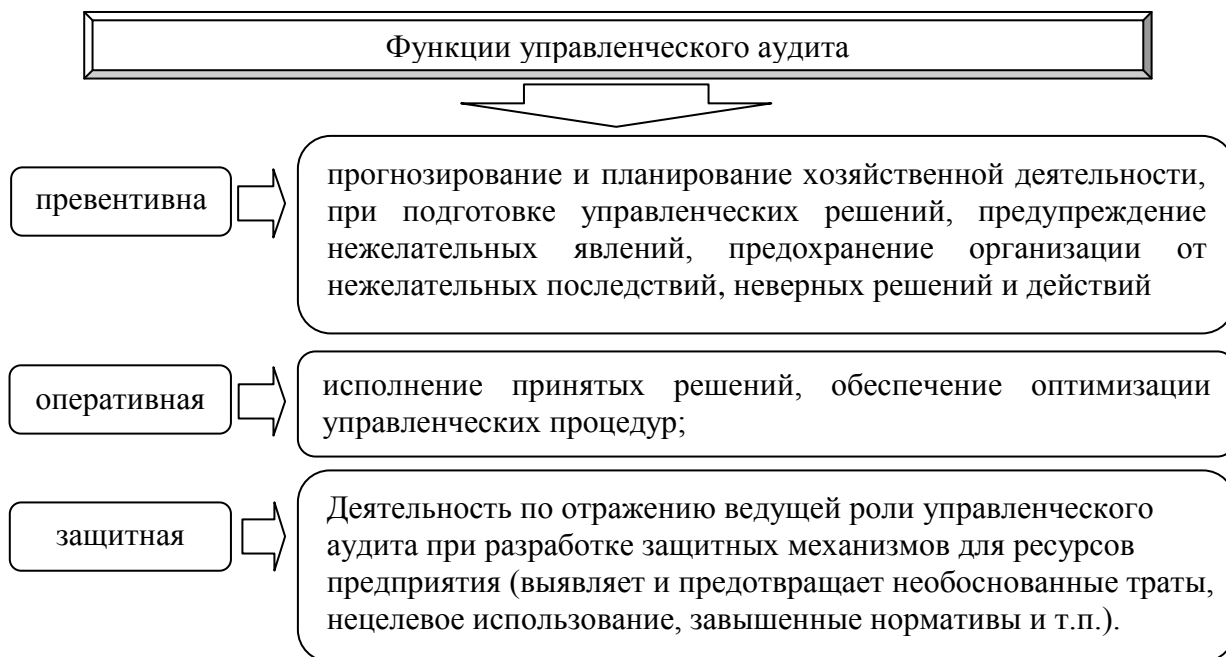 Функции управленческого аудита
превентивна
прогнозирование и планирование хозяйственной деятельности,
при подготовке управленческих решений, предупреждение
нежелательных явлений, предохранение организации от
нежелательных последствий, неверных решений и действий
оперативная
исполнение принятых решений, обеспечение оптимизации
управленческих процедур;
защитная
Деятельность по отражению ведущей роли управленческого
аудита при разработке защитных механизмов для ресурсов
предприятия (выявляет и предотвращает необоснованные траты,
нецелевое использование, завышенные нормативы и т.п.).